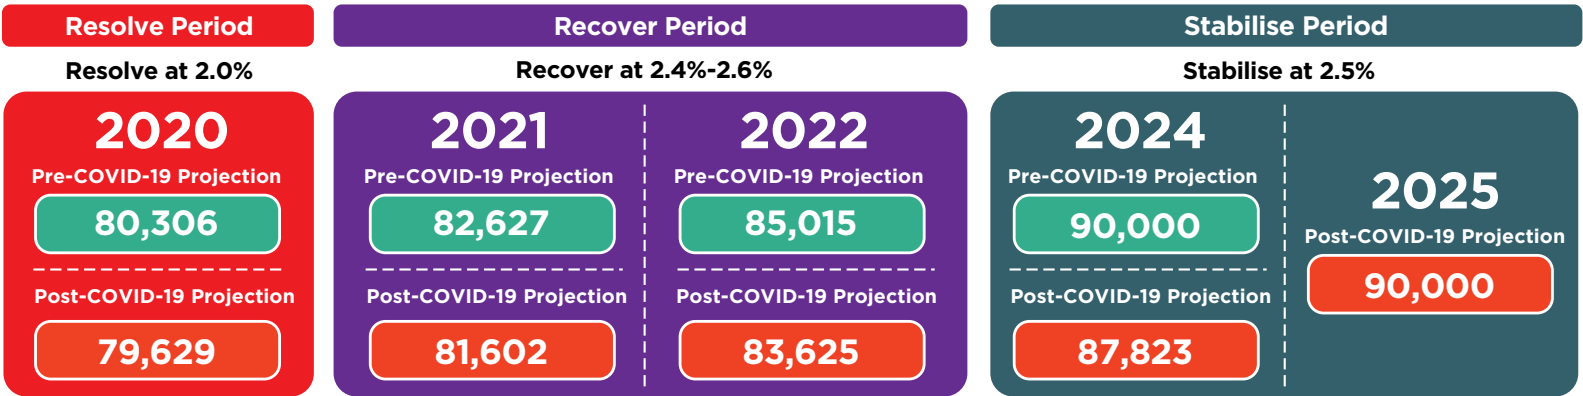 Resolve Period
Resolve at 2.0%
2020
Pre-COVID-19 Projection
80,306
Post-COVID-19 Projection
79,629
Recover Period
Recover at 2.4%-2.6%
2021
Pre-COVID-19 Projection
82,627
Post-COVID-19 Projection
81,602
2022
Pre-COVID-19 Projection
85,015
Post-COVID-19 Projection
83,625
Stabilise Period
Stabilise at 2.5%
2024
Pre-COVID-19 Projection
90,000
Post-COVID-19 Projection
87,823
2025
Post-COVID-19 Projection
90,000